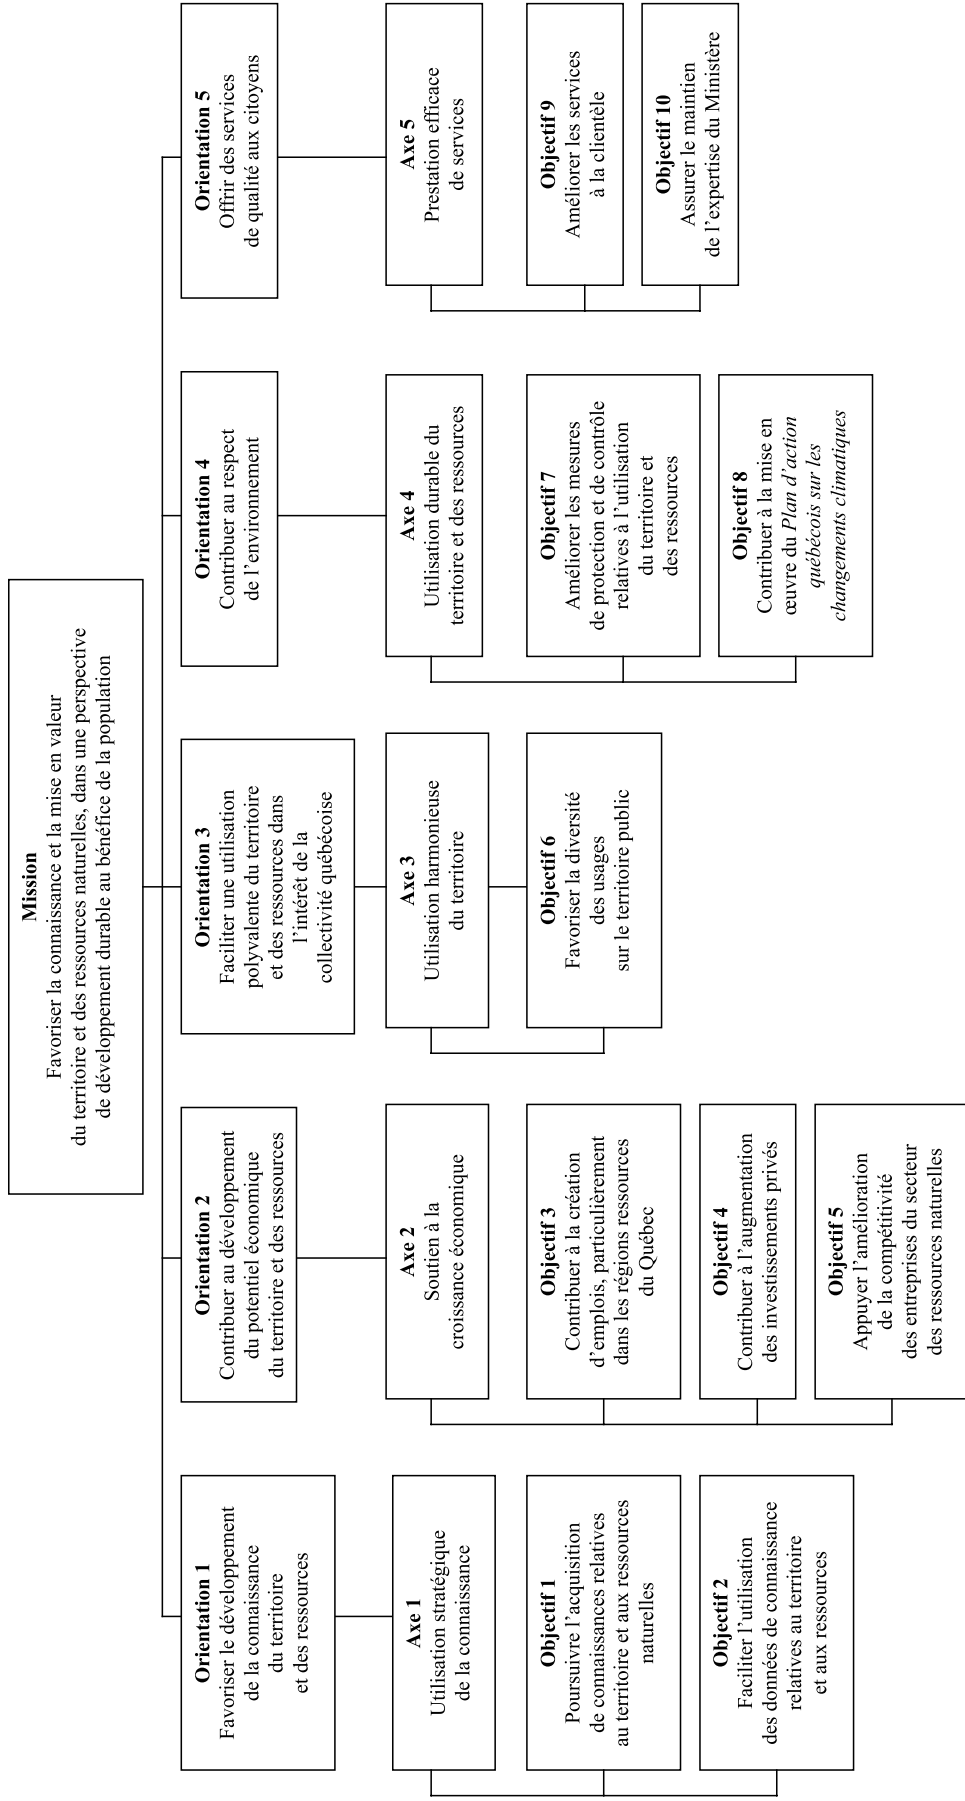 Mission
Favoriser la connaissance et la mise en valeur
du territoire et des ressources naturelles, dans une perspective
de développement durable au bénéfice de la population
Orientation 1
Favoriser le développement
de la connaissance
du territoire
et des ressources
Axe 1
Utilisation stratégique
de la connaissance
Objectif 1
Poursuivre l’acquisition
de connaissances relatives
au territoire et aux ressources
naturelles
Objectif 2
Faciliter l’utilisation
des données de connaissance
relatives au territoire
et aux ressources
Orientation 2
Contribuer au développement
du potentiel économique
du territoire et des ressources
Axe 2
Soutien à la
croissance économique
Objectif 3
Contribuer à la création
d’emplois, particulièrement
dans les régions ressources
du Québec
Objectif 4
Contribuer à l’augmentation
des investissements privés
Objectif 5
Appuyer l’amélioration
de la compétitivité
des entreprises du secteur
des ressources naturelles
Orientation 3
Faciliter une utilisation
polyvalente du territoire
et des ressources dans
l’intérêt de la
collectivité québécoise
Axe 3
Utilisation harmonieuse
du territoire
Objectif 6
Favoriser la diversité
des usages
sur le territoire public
Orientation 4
Contribuer au respect
de l’environnement
Axe 4
Utilisation durable du
territoire et des ressources
Objectif 7
Améliorer les mesures
de protection et de contrôle
relatives à l’utilisation
du territoire et
des ressources
Objectif 8
Contribuer à la mise en
œuvre du Plan d’action
québécois sur les
changements climatiques
Orientation 5
Offrir des services
de qualité aux citoyens
Axe 5
Prestation efficace
de services
Objectif 9
Améliorer les services
à la clientèle
Objectif 10
Assurer le maintien
de l’expertise du Ministère